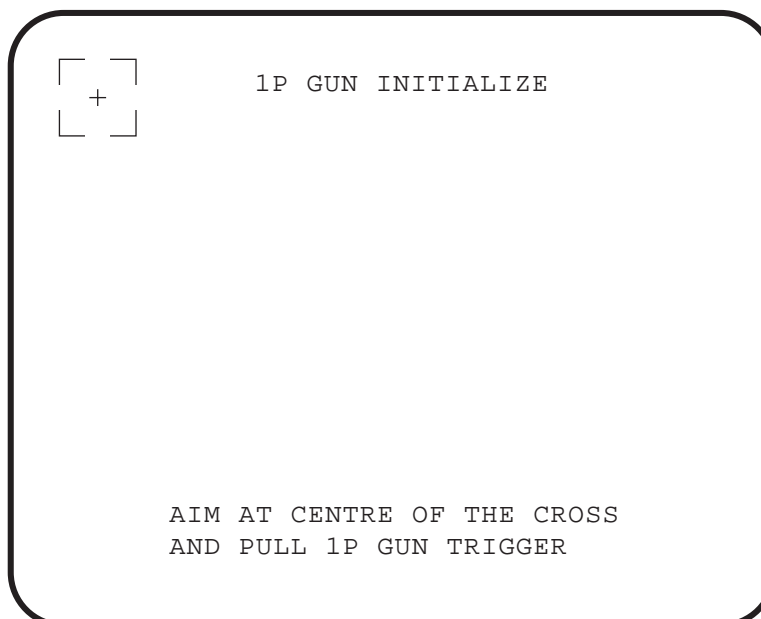 1P GUN INITIALIZE
AIM AT CENTRE OF THE CROSS
AND PULL 1P GUN TRIGGER